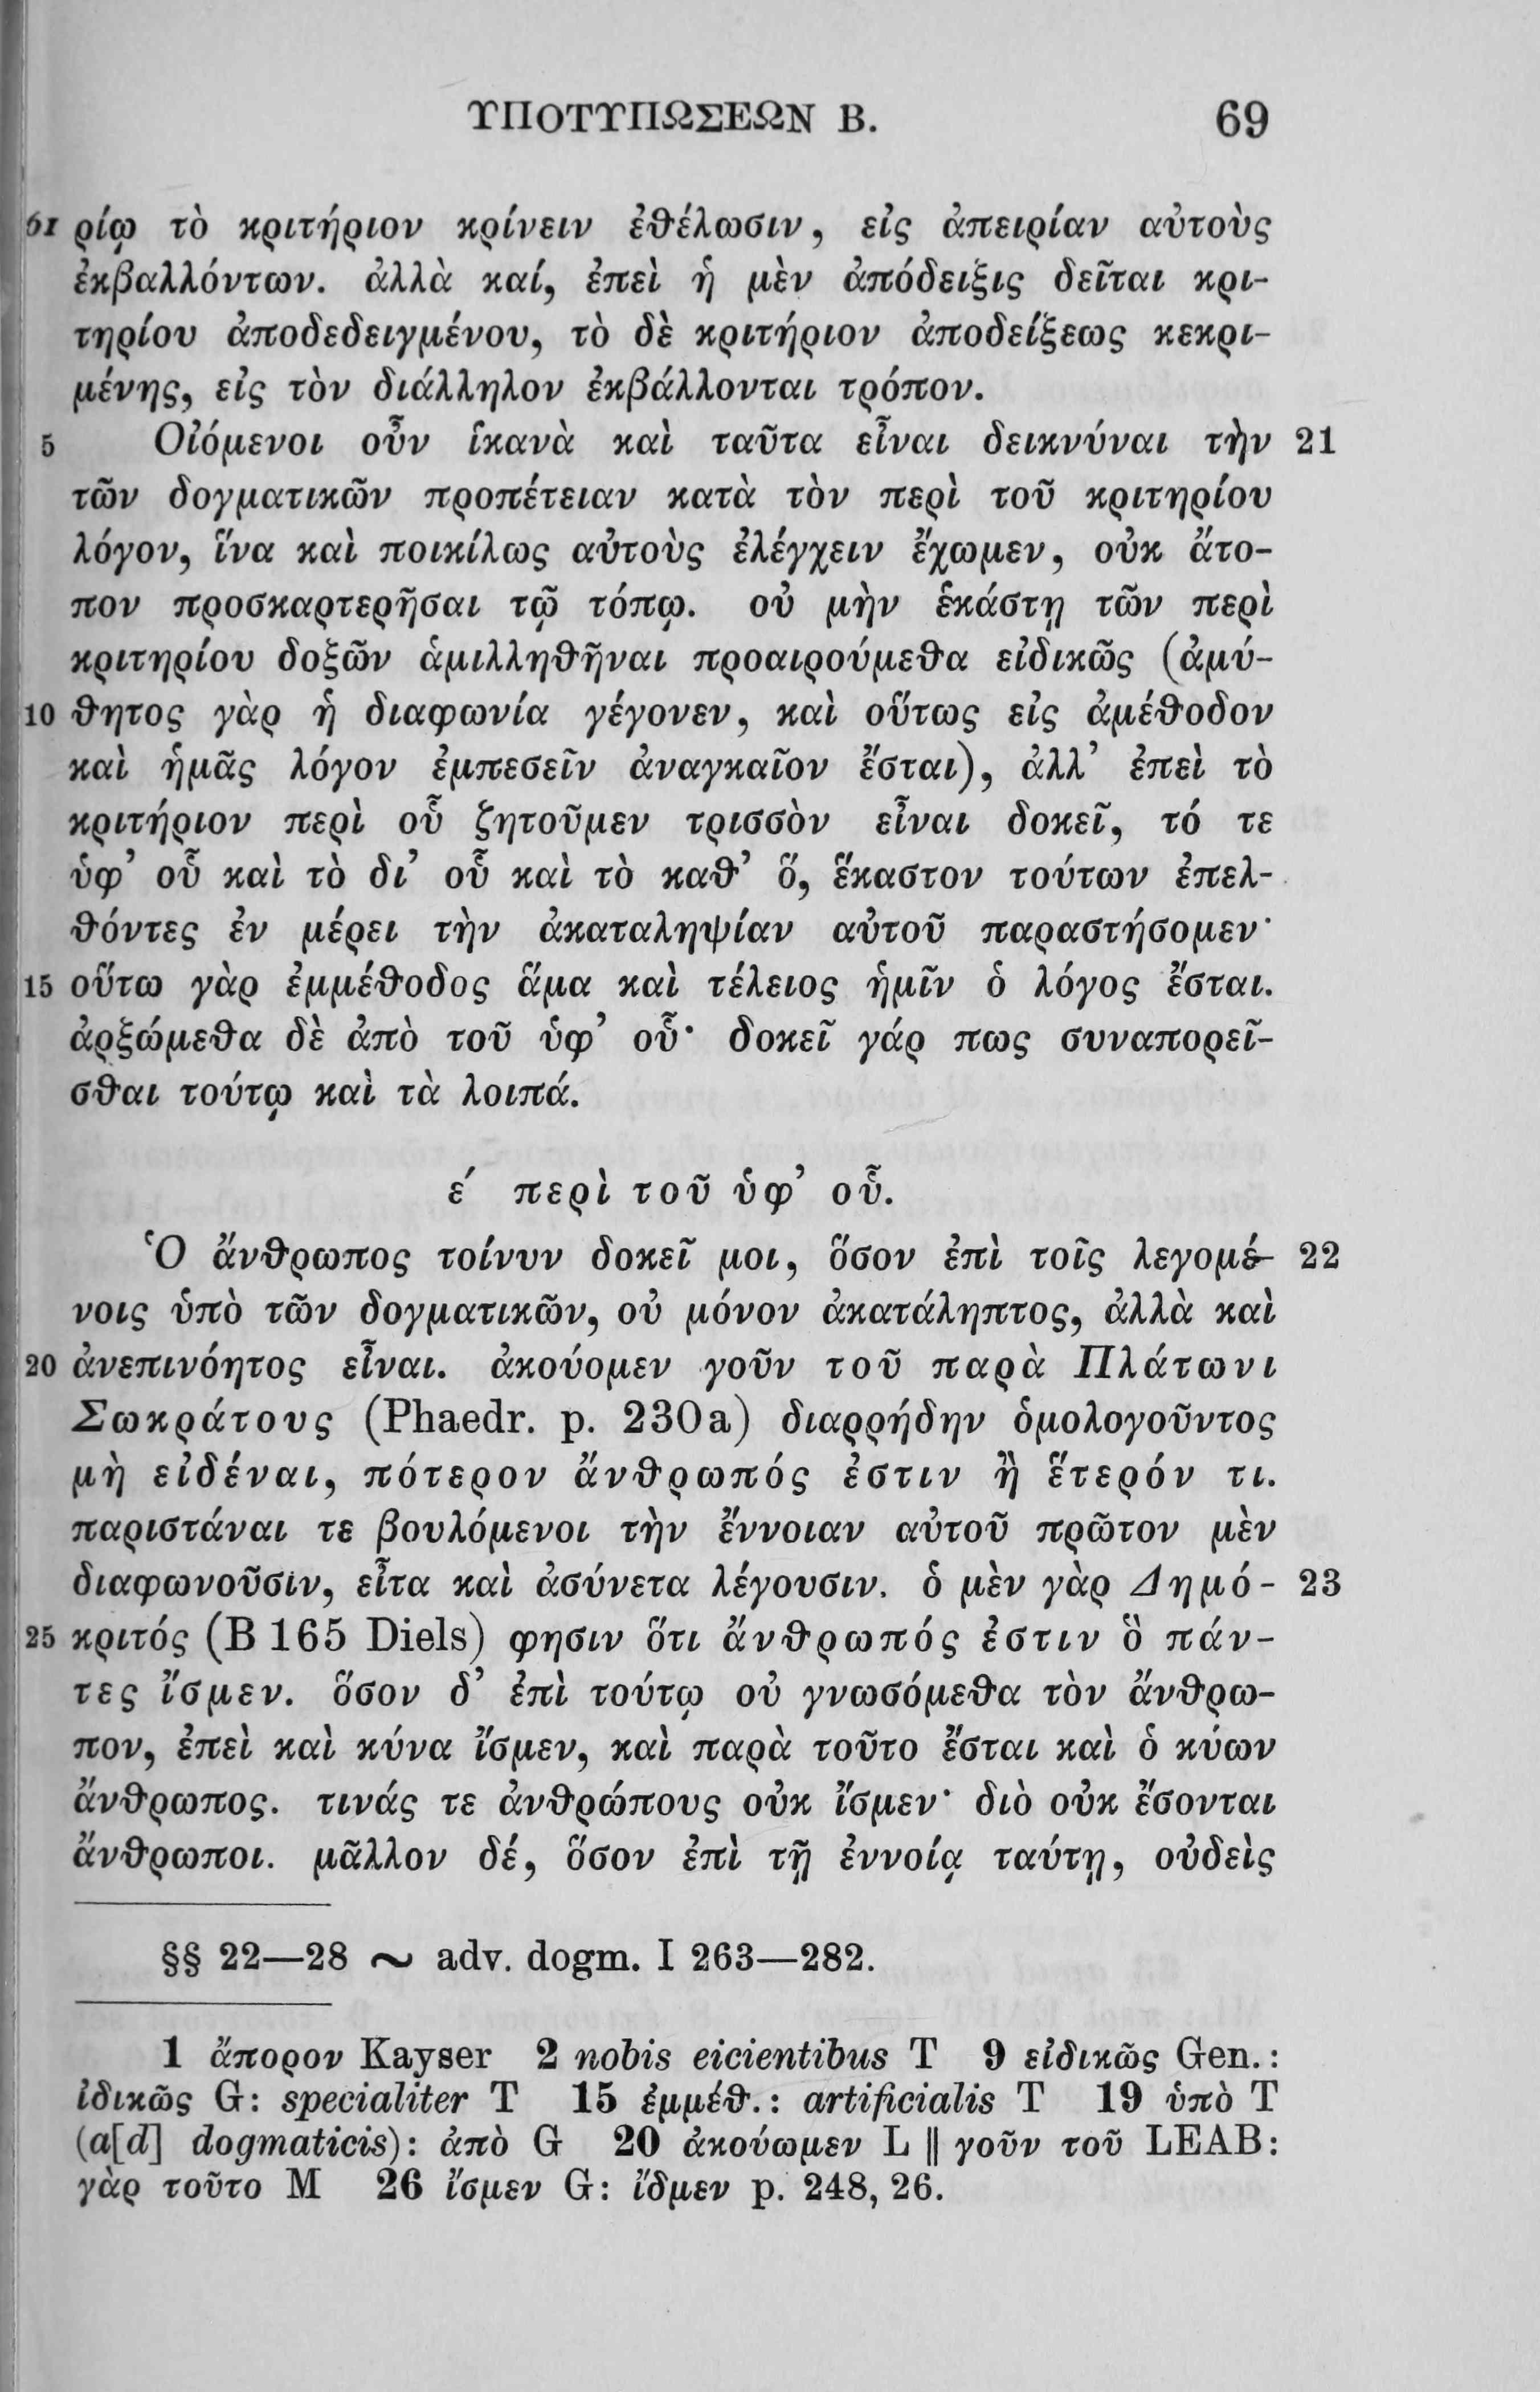 ΥΠΟΤΥΠΩΣΕΩΝ Β. 69
61 ρίῳ τὸ κριτήριον κρίνειν ἐθέλωσιν, εἰς ἀπειρίαν αὐτοὺς
ἐκβαλλόντων. ἀλλὰ καί, ἐπεὶ ἡ μὲν ἀπόδειξις δεῖται κρι-
τηρίου ἀποδεδειγμένου, τὸ δὲ κριτήριον ἀποδείξεως κεκρι-
μένης, εἰς τὸν διάλληλον ἐκβάλλονται τρόπον.
5 Οἰόμενοι οὖν ἱκανὰ καὶ ταῦτα εἶναι δεικνύναι τὴν 21
τῶν δογματικῶν προπέτειαν κατὰ τὸν περὶ τοῦ κριτηρίου
λόγον, ἵνα καὶ ποικίλως αὐτοὺς ἐλέγχειν ἔχωμεν, οὐκ ἄτο-
πον προσκαρτερῆσαι τῷ τόπῳ. οὐ μὴν ἑκάστῃ τῶν περὶ
κριτηρίου δοξῶν ἁμιλληθῆναι προαιρούμεθα εἰδικῶς (ἀμύ-
10 θητος γὰρ ἡ διαφωνία γέγονεν, καὶ οὕτως εἰς ἀμέθοδον
καὶ ἡμᾶς λόγον ἐμπεσεῖν ἀναγκαῖον ἔσται), ἀλλ’ ἐπεὶ τὸ
κριτήριον περὶ οὗ ζητοῦμεν τρισσὸν εἶναι δοκεῖ, τό τε
ὑφ’ οὗ καὶ τὸ δι’ οὗ καὶ τὸ καθ’ ὅ, ἕκαστον τούτων ἐπελ-
θόντες ἐν μέρει τὴν ἀκαταληψίαν αὐτοῦ παραστήσομεν·
15 οὕτω γὰρ ἐμμέθοδος ἅμα καὶ τέλειος ἡμῖν ὁ λόγος ἔσται.
ἀρξώμεθα δὲ ἀπὸ τοῦ ὑφ’ οὗ· δοκεῖ γάρ πως συναπορεῖ-
σθαι τούτῳ καὶ τὰ λοιπά.
ε´ περὶ τοῦ ὑφ’ οὗ.
Ὁ ἄνθρωπος τοίνυν δοκεῖ μοι, ὅσον ἐπὶ τοῖς λεγομέ- 22
νοις ὑπὸ τῶν δογματικῶν, οὐ μόνον ἀκατάληπτος, ἀλλὰ καὶ
20 ἀνεπινόητος εἶναι. ἀκούομεν γοῦν τοῦ παρὰ Πλάτωνι
Σωκράτους (Phaedr. p. 230a) διαρρήδην ὁμολογοῦντος
μὴ εἰδέναι, πότερον ἄνθρωπός ἐστιν ἢ ἕτερόν τι.
παριστάναι τε βουλόμενοι τὴν ἔννοιαν αὐτοῦ πρῶτον μὲν
διαφωνοῦσιν, εἶτα καὶ ἀσύνετα λέγουσιν. ὁ μὲν γὰρ Δημό- 23
25 κριτός (B 165 Diels) φησιν ὅτι ἄνθρωπός ἐστιν ὃ πάν-
τες ἴσμεν. ὅσον δ’ ἐπὶ τούτῳ οὐ γνωσόμεθα τὸν ἄνθρω-
πον, ἐπεὶ καὶ κύνα ἴσμεν, καὶ παρὰ τοῦτο ἔσται καὶ ὁ κύων
ἄνθρωπος. τινάς τε ἀνθρώπους οὐκ ἴσμεν· διὸ οὐκ ἔσονται
ἄνθρωποι. μᾶλλον δέ, ὅσον ἐπὶ τῇ ἐννοίᾳ ταύτῃ, οὐδεὶς
§§ 22—28 ~ adv. dogm. I 263—282.
1 ἄπορον Kayser 2 nobis eicientibus T 9 εἰδικῶς Gen.:
ἰδικῶς G: specialiter T 15 ἐμμέθ.: artificialis T 19 ὑπὸ T
(a[d] dogmaticis): ἀπὸ G 20 ἀκούωμεν L || γοῦν τοῦ LEAB:
γὰρ τοῦτο M 26 ἴσμεν G: ἴδμεν p. 248, 26.